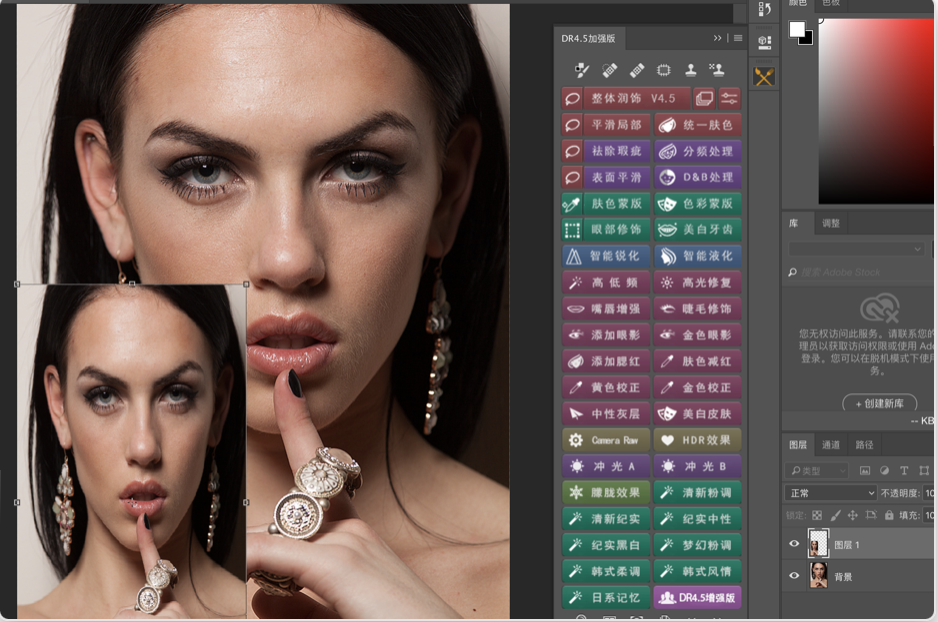 颜色 色板
DR4.5加强版
整体润饰 V4.5
平滑局部 统一肤色
祛除瑕疵 分频处理
表面平滑 D&B处理
肤色蒙版 色彩蒙版
眼部修饰 美白牙齿
智能锐化 智能液化
高低频 高光修复
嘴唇增强 睫毛修饰
添加眼影 金色眼影
添加腮红 肤色减红
黄色校正 金色校正
中性灰层 美白皮肤
Camera Raw HDR效果
冲光A 冲光B
朦胧效果 清新粉调
清新纪实 纪实中性
纪实黑白 梦幻粉调
韩式柔调 韩式风情
日系记忆 DR4.5增强版
库 调整
搜索 Adobe Stock
您无权访问此服务。请联系您的
理员以获取访问权限或使用 Ado
登录。您可以在脱机模式下使用
务。
+ 创建新库
-- KB
图层 通道 路径
类型
正常 不透明度: 10
锁定: 填充: 10
图层 1
背景